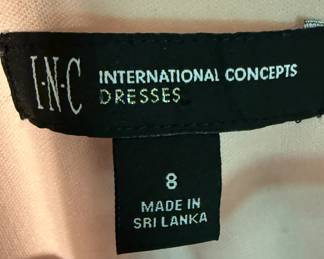 I·N·C
INTERNATIONAL CONCEPTS
DRESSES
8
MADE IN
SRI LANKA